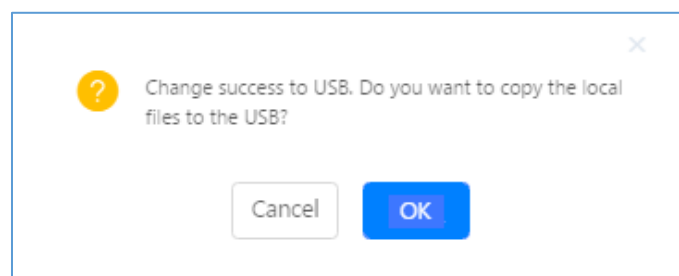 Change success to USB. Do you want to copy the local
files to the USB?
Cancel
OK